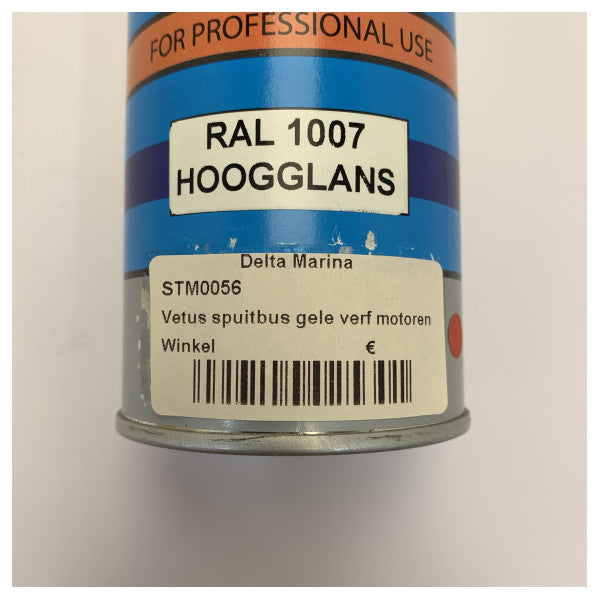 FOR PROFESSIONAL USE
RAL 1007
HOOGGLANS
Delta Marina
STM0056
Vetus spuitbus gele verf motoren
Winkel €